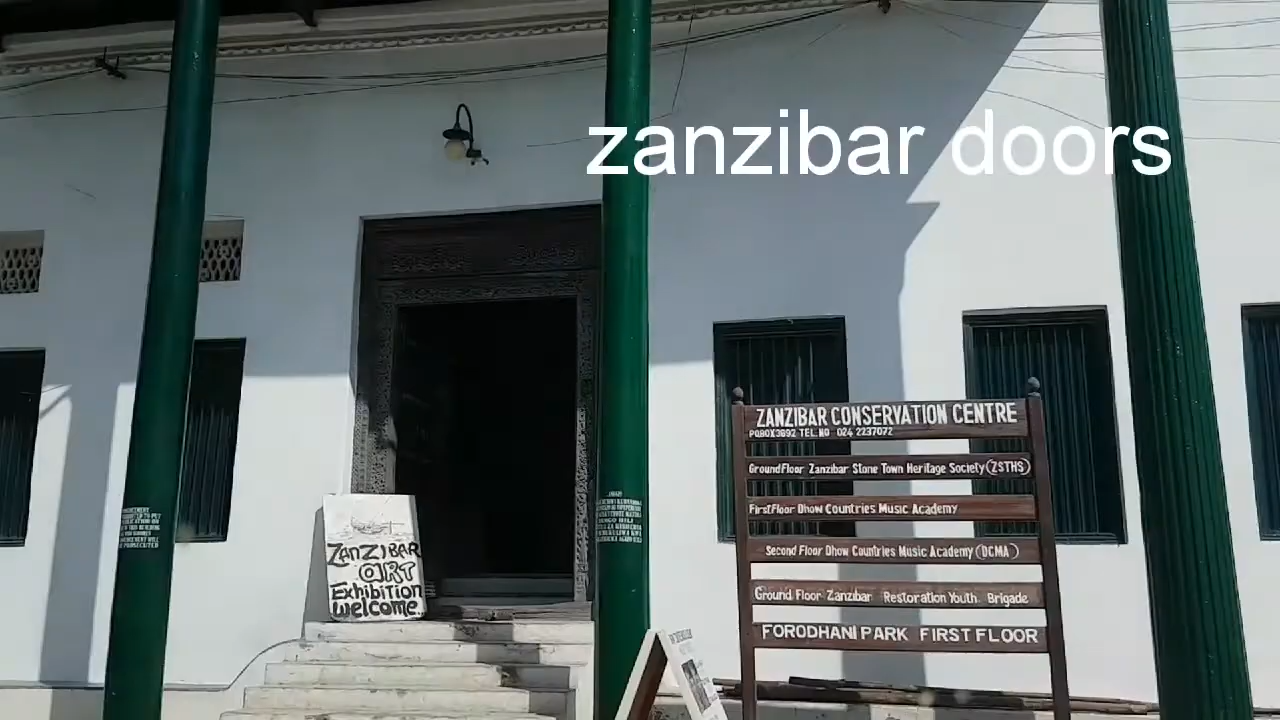 zanzibar doors
ZANZIBAR CONSERVATION CENTRE
P.O.BOX 3892 TEL NO 024 2237072
Ground Floor Zanzibar Stone Town Heritage Society (ZSTHS)
First Floor Dhow Countries Music Academy
Second Floor Dhow Countries Music Academy (DCMA)
Ground Floor Zanzibar Restoration Youth Brigade
FORODHANI PARK FIRST FLOOR
ZANZIBAR
@RT
Exhibition
welcome